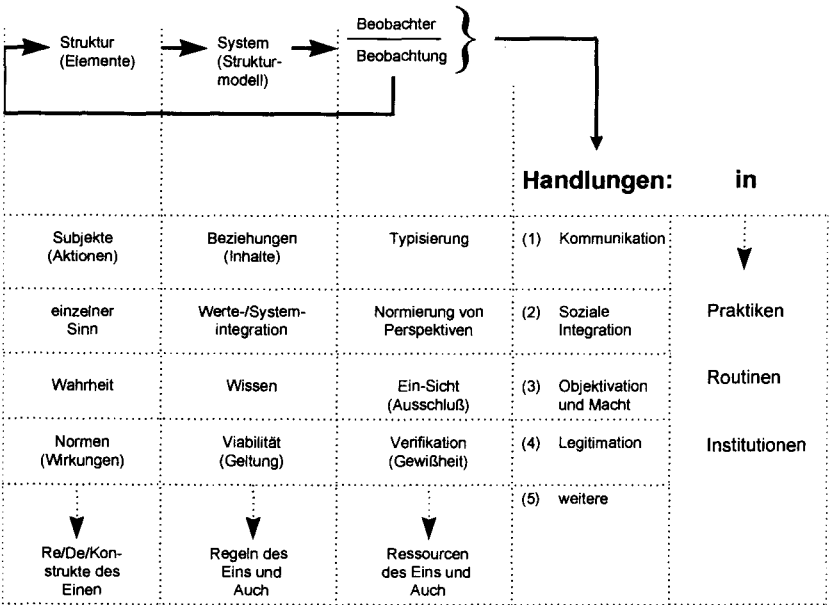 Struktur
(Elemente)
System
(Struktur-
modell)
Beobachter
Beobachtung
Handlungen: in
Subjekte
(Aktionen)
Beziehungen
(Inhalte)
Typisierung
(1) Kommunikation
einzelner
Sinn
Werte-/System-
integration
Normierung von
Perspektiven
(2) Soziale
Integration
Praktiken
Wahrheit
Wissen
Ein-Sicht
(Ausschluß)
(3) Objektivation
und Macht
Routinen
Normen
(Wirkungen)
Viabilität
(Geltung)
Verifikation
(Gewißheit)
(4) Legitimation
Institutionen
(5) weitere
Re/De/Kon-
strukte des
Einen
Regeln des
Eins und
Auch
Ressourcen
des Eins und
Auch